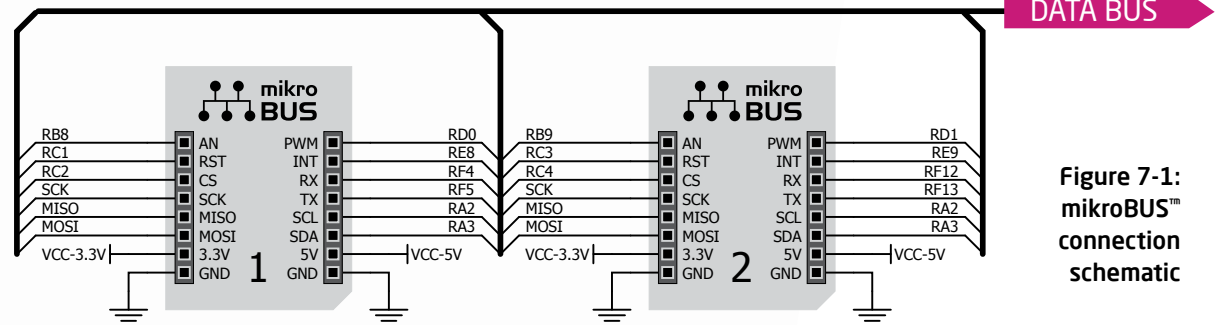 DATA BUS
mikro
BUS
RB8 AN PWM RD0
RC1 RST INT RE8
RC2 CS RX RF4
SCK SCK TX RF5
MISO MISO SCL RA2
MOSI MOSI SDA RA3
VCC-3.3V 3.3V 5V VCC-5V
GND 1 GND
mikro
BUS
RB9 AN PWM RD1
RC3 RST INT RE9
RC4 CS RX RF12
SCK SCK TX RF13
MISO MISO SCL RA2
MOSI MOSI SDA RA3
VCC-3.3V 3.3V 5V VCC-5V
GND 2 GND
Figure 7-1:
mikroBUS™
connection
schematic